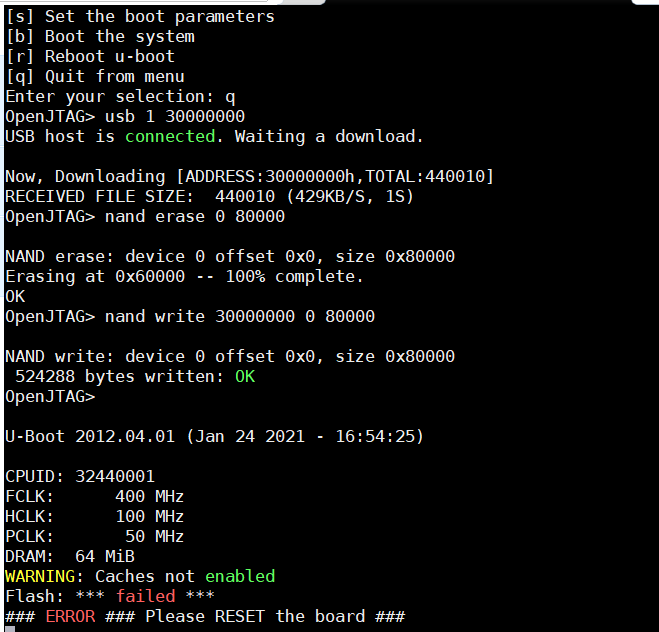 [s] Set the boot parameters
[b] Boot the system
[r] Reboot u-boot
[q] Quit from menu
Enter your selection: q
OpenJTAG> usb 1 30000000
USB host is connected. Waiting a download.
Now, Downloading [ADDRESS:30000000h,TOTAL:440010]
RECEIVED FILE SIZE:  440010 (429KB/S, 1S)
OpenJTAG> nand erase 0 80000
NAND erase: device 0 offset 0x0, size 0x80000
Erasing at 0x60000 -- 100% complete.
OK
OpenJTAG> nand write 30000000 0 80000
NAND write: device 0 offset 0x0, size 0x80000
 524288 bytes written: OK
OpenJTAG>
U-Boot 2012.04.01 (Jan 24 2021 - 16:54:25)
CPUID: 32440001
FCLK:      400 MHz
HCLK:      100 MHz
PCLK:       50 MHz
DRAM:  64 MiB
WARNING: Caches not enabled
Flash: *** failed ***
### ERROR ### Please RESET the board ###